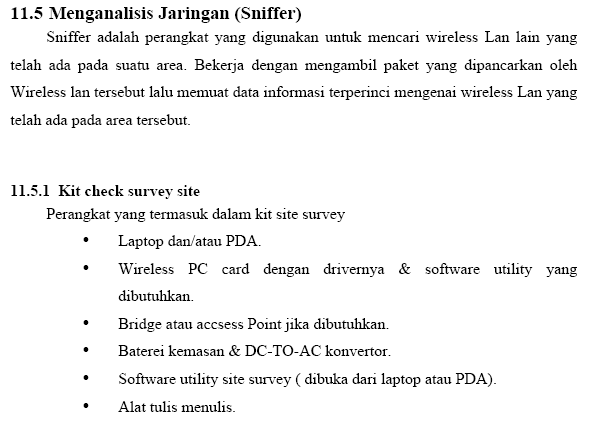 11.5 Menganalisis Jaringan (Sniffer)
Sniffer adalah perangkat yang digunakan untuk mencari wireless Lan lain yang
telah ada pada suatu area. Bekerja dengan mengambil paket yang dipancarkan oleh
Wireless lan tersebut lalu memuat data informasi terperinci mengenai wireless Lan yang
telah ada pada area tersebut.
11.5.1 Kit check survey site
Perangkat yang termasuk dalam kit site survey
• Laptop dan/atau PDA.
• Wireless PC card dengan drivernya & software utility yang
dibutuhkan.
• Bridge atau accsess Point jika dibutuhkan.
• Baterei kemasan & DC-TO-AC konvertor.
• Software utility site survey ( dibuka dari laptop atau PDA).
• Alat tulis menulis.